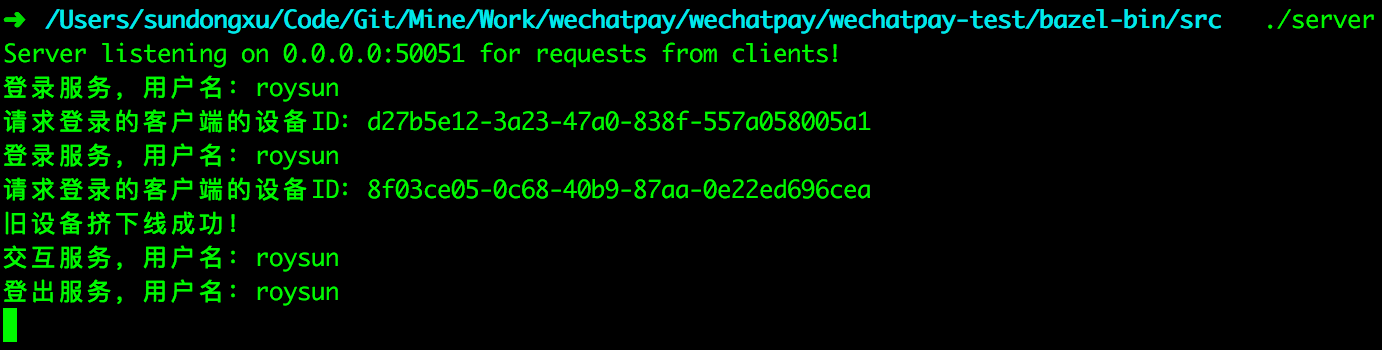 ➜ /Users/sundongxu/Code/Git/Mine/Work/wechatpay/wechatpay/wechatpay-test/bazel-bin/src ./server
Server listening on 0.0.0.0:50051 for requests from clients!
登录服务，用户名：roysun
请求登录的客户端的设备ID：d27b5e12-3a23-47a0-838f-557a058005a1
登录服务，用户名：roysun
请求登录的客户端的设备ID：8f03ce05-0c68-40b9-87aa-0e22ed696cea
旧设备挤下线成功！
交互服务，用户名：roysun
登出服务，用户名：roysun